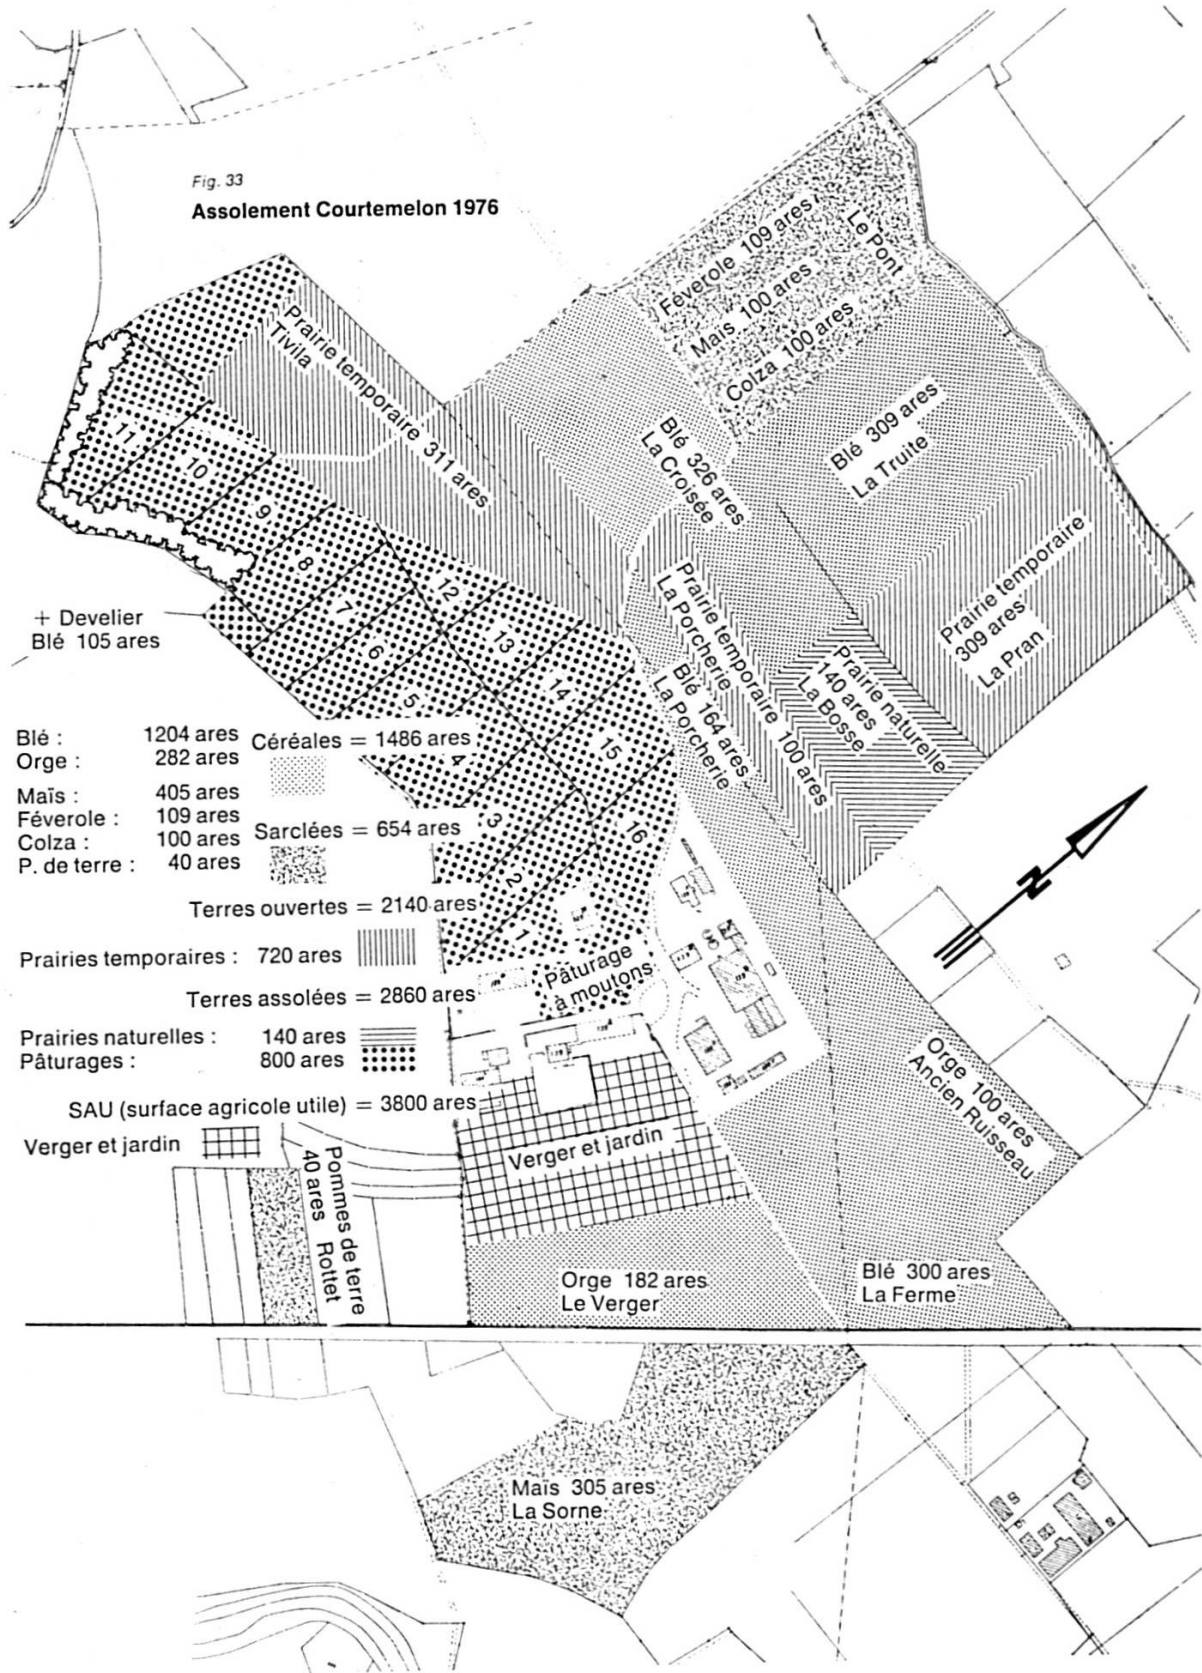 Fig. 33
Assolement Courtemelon 1976
Féverole 109 ares
Le Pont
Maïs 100 ares
Colza 100 ares
Prairie temporaire 311 ares
Tivila
Blé 326 ares
La Croisée
Blé 309 ares
La Truite
11
10
9
8
7
6
5
4
3
2
1
12
13
14
15
16
Prairie temporaire
309 ares
La Pran
Prairie temporaire 100 ares
La Porcherie
Blé 164 ares
La Porcherie
Prairie naturelle
140 ares
La Bosse
+ Develier
Blé 105 ares
Blé : 1204 ares
Orge : 282 ares
Céréales = 1486 ares
Maïs : 405 ares
Féverole : 109 ares
Colza : 100 ares
P. de terre : 40 ares
Sarclées = 654 ares
Terres ouvertes = 2140 ares
Prairies temporaires : 720 ares
Terres assolées = 2860 ares
Prairies naturelles : 140 ares
Pâturages : 800 ares
SAU (surface agricole utile) = 3800 ares
Verger et jardin
N
Pâturage
à moutons
Verger et jardin
Orge 100 ares
Ancien Ruisseau
Pommes de terre
40 ares Rottet
Orge 182 ares
Le Verger
Blé 300 ares
La Ferme
Maïs 305 ares
La Sorne